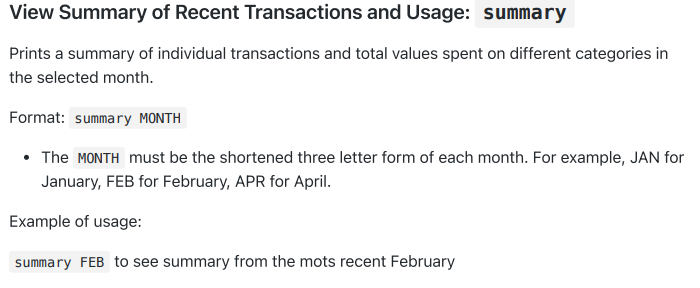 View Summary of Recent Transactions and Usage: summary
Prints a summary of individual transactions and total values spent on different categories in
the selected month.
Format: summary MONTH
• The MONTH must be the shortened three letter form of each month. For example, JAN for
January, FEB for February, APR for April.
Example of usage:
summary FEB to see summary from the mots recent February